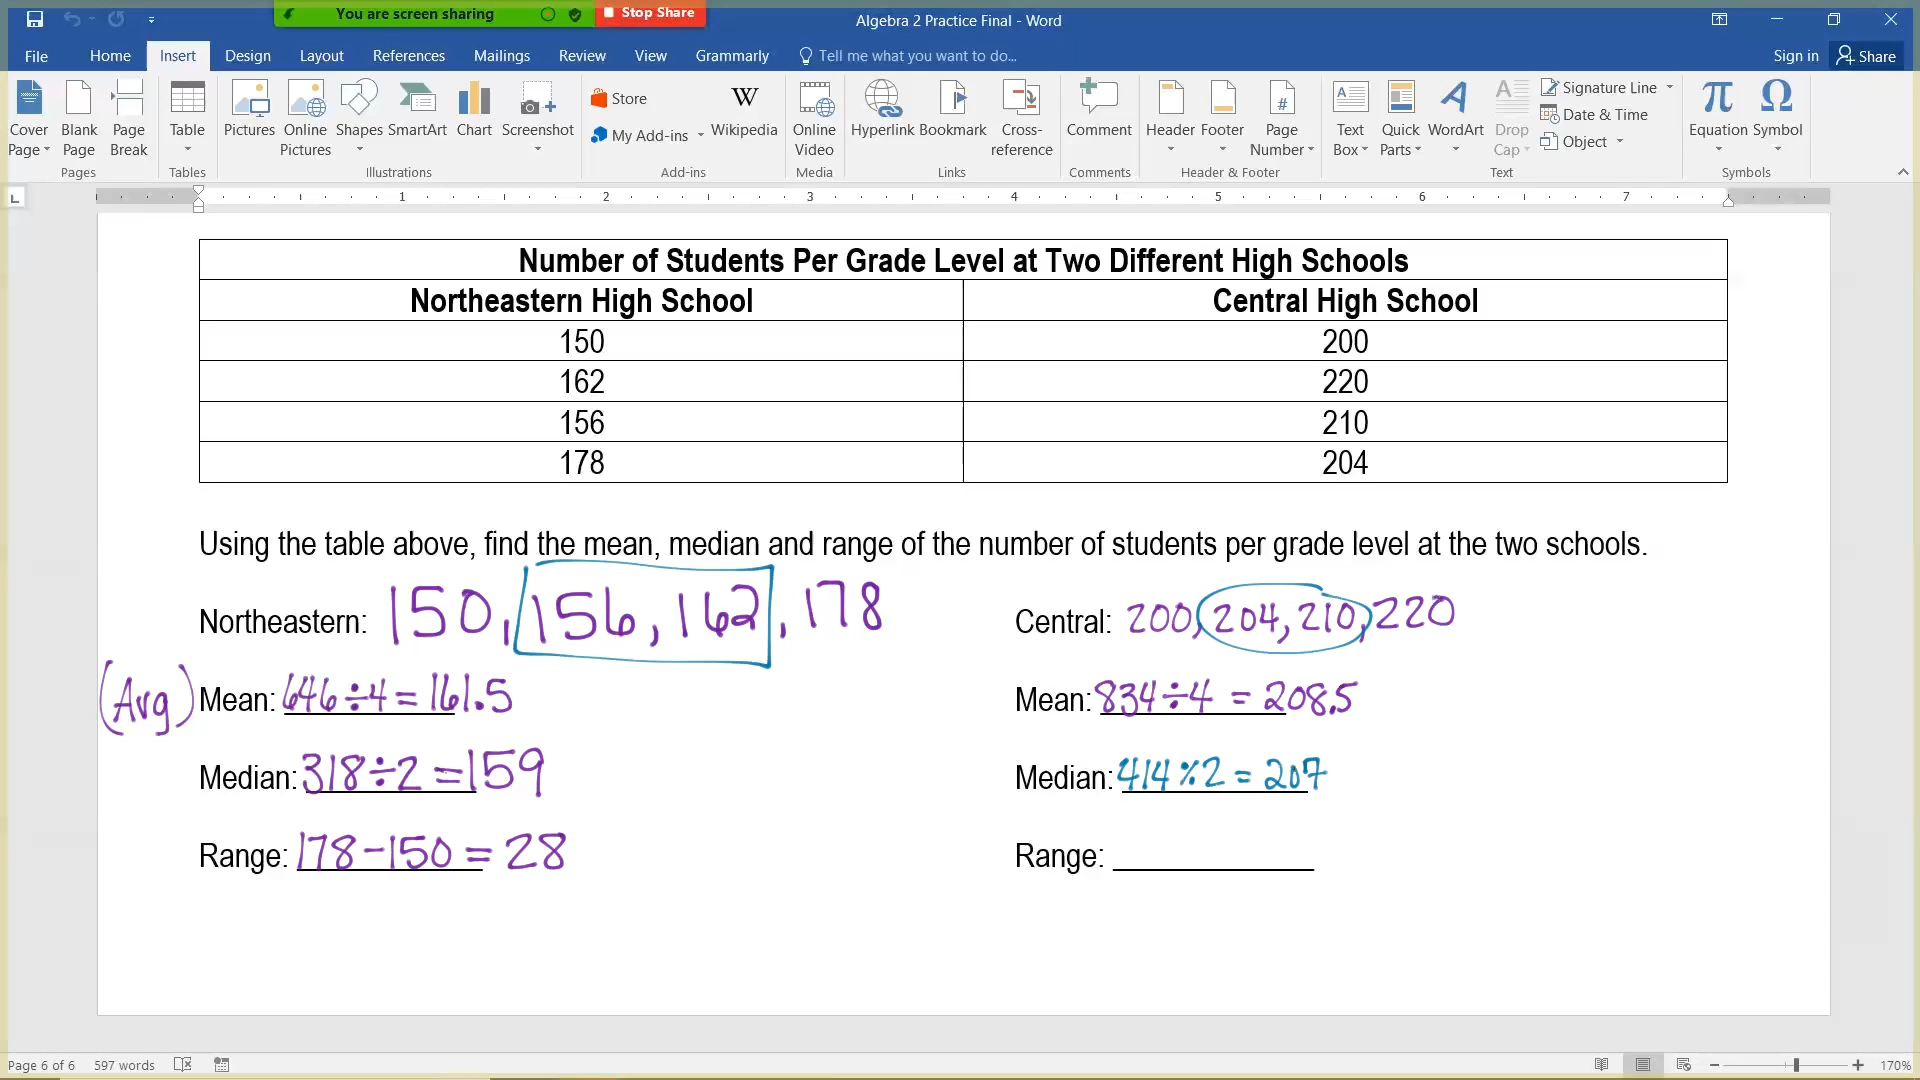 You are screen sharing
Stop Share
Algebra 2 Practice Final - Word
File Home Insert Design Layout References Mailings Review View Grammarly Tell me what you want to do... Sign in Share
Cover Page
Blank Page
Page Break
Pages
Table
Tables
Pictures
Online Pictures
Shapes
SmartArt
Chart
Screenshot
Illustrations
Store
My Add-ins
Wikipedia
Add-ins
Online Video
Media
Hyperlink
Bookmark
Cross-reference
Links
Comment
Comments
Header
Footer
Page Number
Header & Footer
Text Box
Quick Parts
WordArt
Drop Cap
Signature Line
Date & Time
Object
Text
Equation
Symbol
Symbols
1 2 3 4 5 6 7
Number of Students Per Grade Level at Two Different High Schools
Northeastern High School Central High School
150 200
162 220
156 210
178 204
Using the table above, find the mean, median and range of the number of students per grade level at the two schools.
Northeastern: 150, 156, 162, 178
Central: 200, 204, 210, 220
(Avg) Mean: 646 ÷ 4 = 161.5
Mean: 834 ÷ 4 = 208.5
Median: 318 ÷ 2 = 159
Median: 414 % 2 = 207
Range: 178 - 150 = 28
Range: ____________
Page 6 of 6 597 words 170%